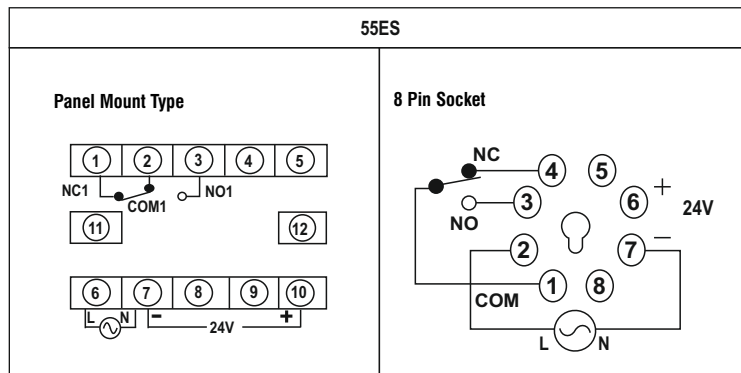 55ES
Panel Mount Type
1 2 3 4 5
NC1 COM1 NO1
11 12
6 7 8 9 10
L N − 24V +
8 Pin Socket
NC 4 5
3 6 + 24V
NO
2 7 −
COM 1 8
L N